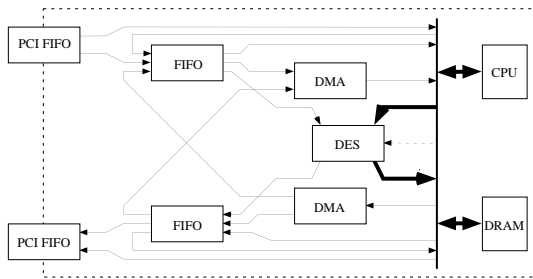 PCI FIFO
FIFO
DMA
CPU
DES
DMA
FIFO
DRAM
PCI FIFO